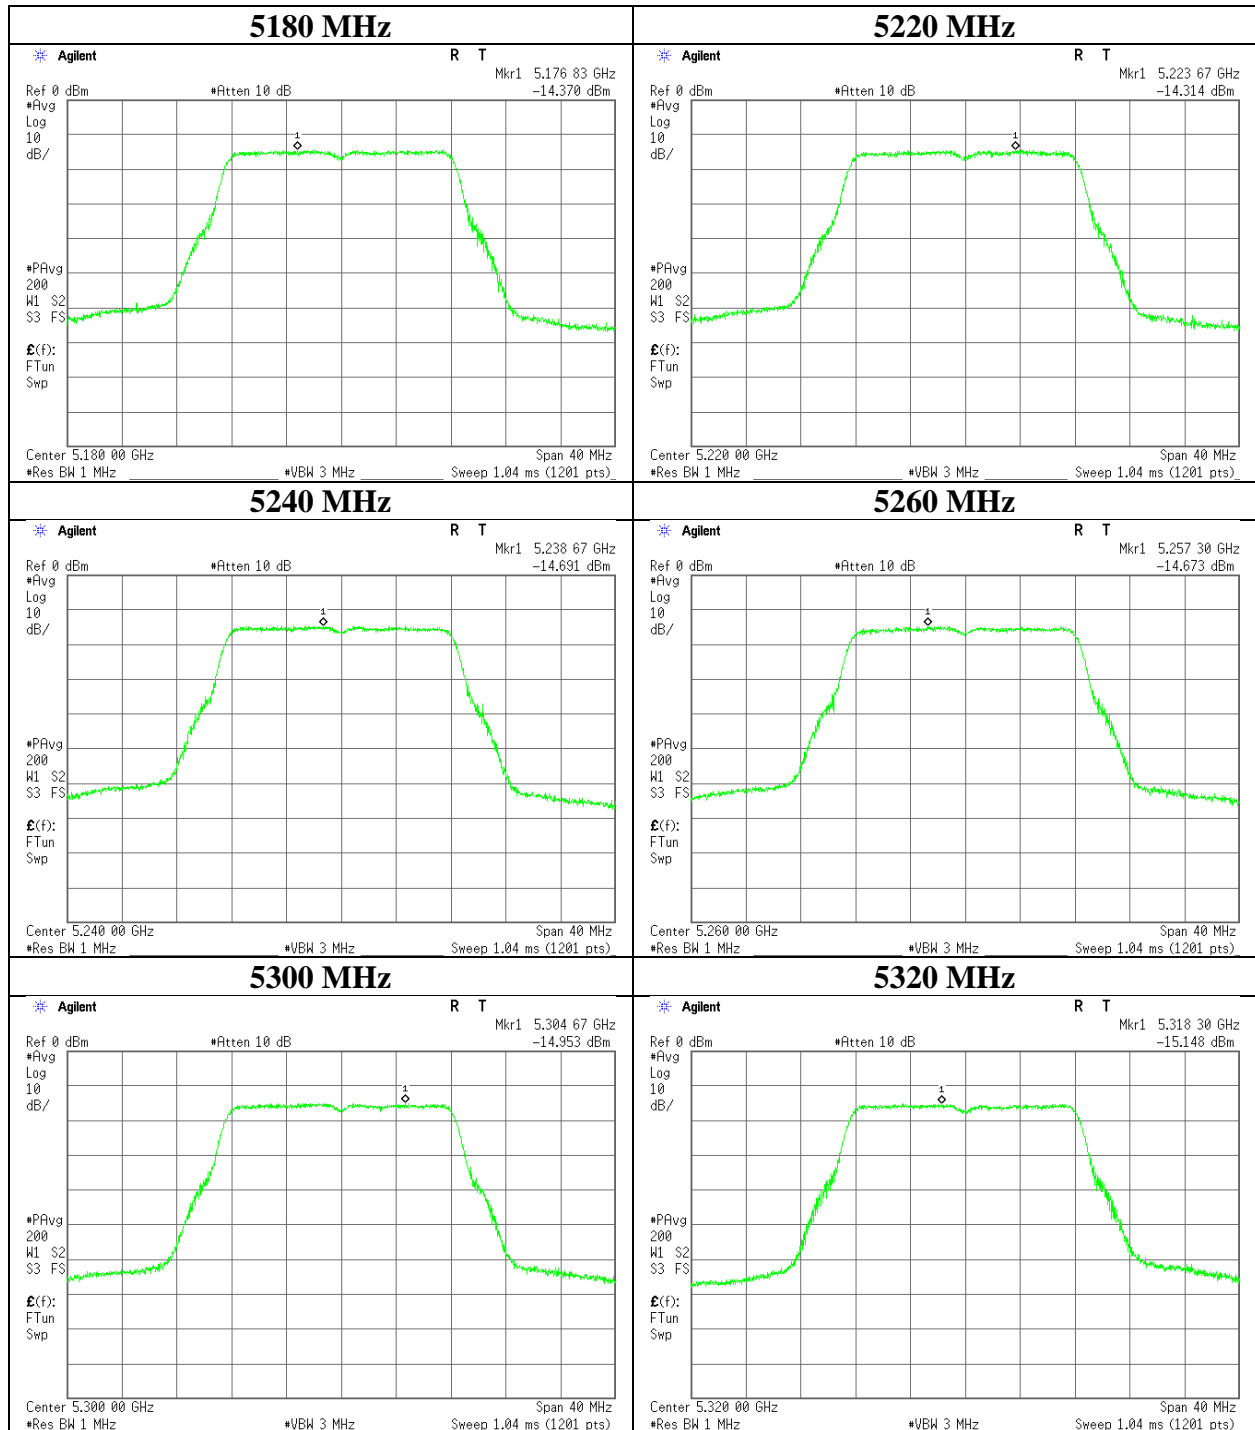 5180 MHz
Agilent R T
Mkr1 5.176 83 GHz
Ref 0 dBm #Atten 10 dB -14.370 dBm
#Avg
Log
10
dB/
1
#PAvg
200
W1 S2
S3 FS
£(f):
FTun
Swp
Center 5.180 00 GHz Span 40 MHz
#Res BW 1 MHz #VBW 3 MHz Sweep 1.04 ms (1201 pts)
5220 MHz
Agilent R T
Mkr1 5.223 67 GHz
Ref 0 dBm #Atten 10 dB -14.314 dBm
#Avg
Log
10
dB/
1
#PAvg
200
W1 S2
S3 FS
£(f):
FTun
Swp
Center 5.220 00 GHz Span 40 MHz
#Res BW 1 MHz #VBW 3 MHz Sweep 1.04 ms (1201 pts)
5240 MHz
Agilent R T
Mkr1 5.238 67 GHz
Ref 0 dBm #Atten 10 dB -14.691 dBm
#Avg
Log
10
dB/
1
#PAvg
200
W1 S2
S3 FS
£(f):
FTun
Swp
Center 5.240 00 GHz Span 40 MHz
#Res BW 1 MHz #VBW 3 MHz Sweep 1.04 ms (1201 pts)
5260 MHz
Agilent R T
Mkr1 5.257 30 GHz
Ref 0 dBm #Atten 10 dB -14.673 dBm
#Avg
Log
10
dB/
1
#PAvg
200
W1 S2
S3 FS
£(f):
FTun
Swp
Center 5.260 00 GHz Span 40 MHz
#Res BW 1 MHz #VBW 3 MHz Sweep 1.04 ms (1201 pts)
5300 MHz
Agilent R T
Mkr1 5.304 67 GHz
Ref 0 dBm #Atten 10 dB -14.953 dBm
#Avg
Log
10
dB/
1
#PAvg
200
W1 S2
S3 FS
£(f):
FTun
Swp
Center 5.300 00 GHz Span 40 MHz
#Res BW 1 MHz #VBW 3 MHz Sweep 1.04 ms (1201 pts)
5320 MHz
Agilent R T
Mkr1 5.318 30 GHz
Ref 0 dBm #Atten 10 dB -15.148 dBm
#Avg
Log
10
dB/
1
#PAvg
200
W1 S2
S3 FS
£(f):
FTun
Swp
Center 5.320 00 GHz Span 40 MHz
#Res BW 1 MHz #VBW 3 MHz Sweep 1.04 ms (1201 pts)